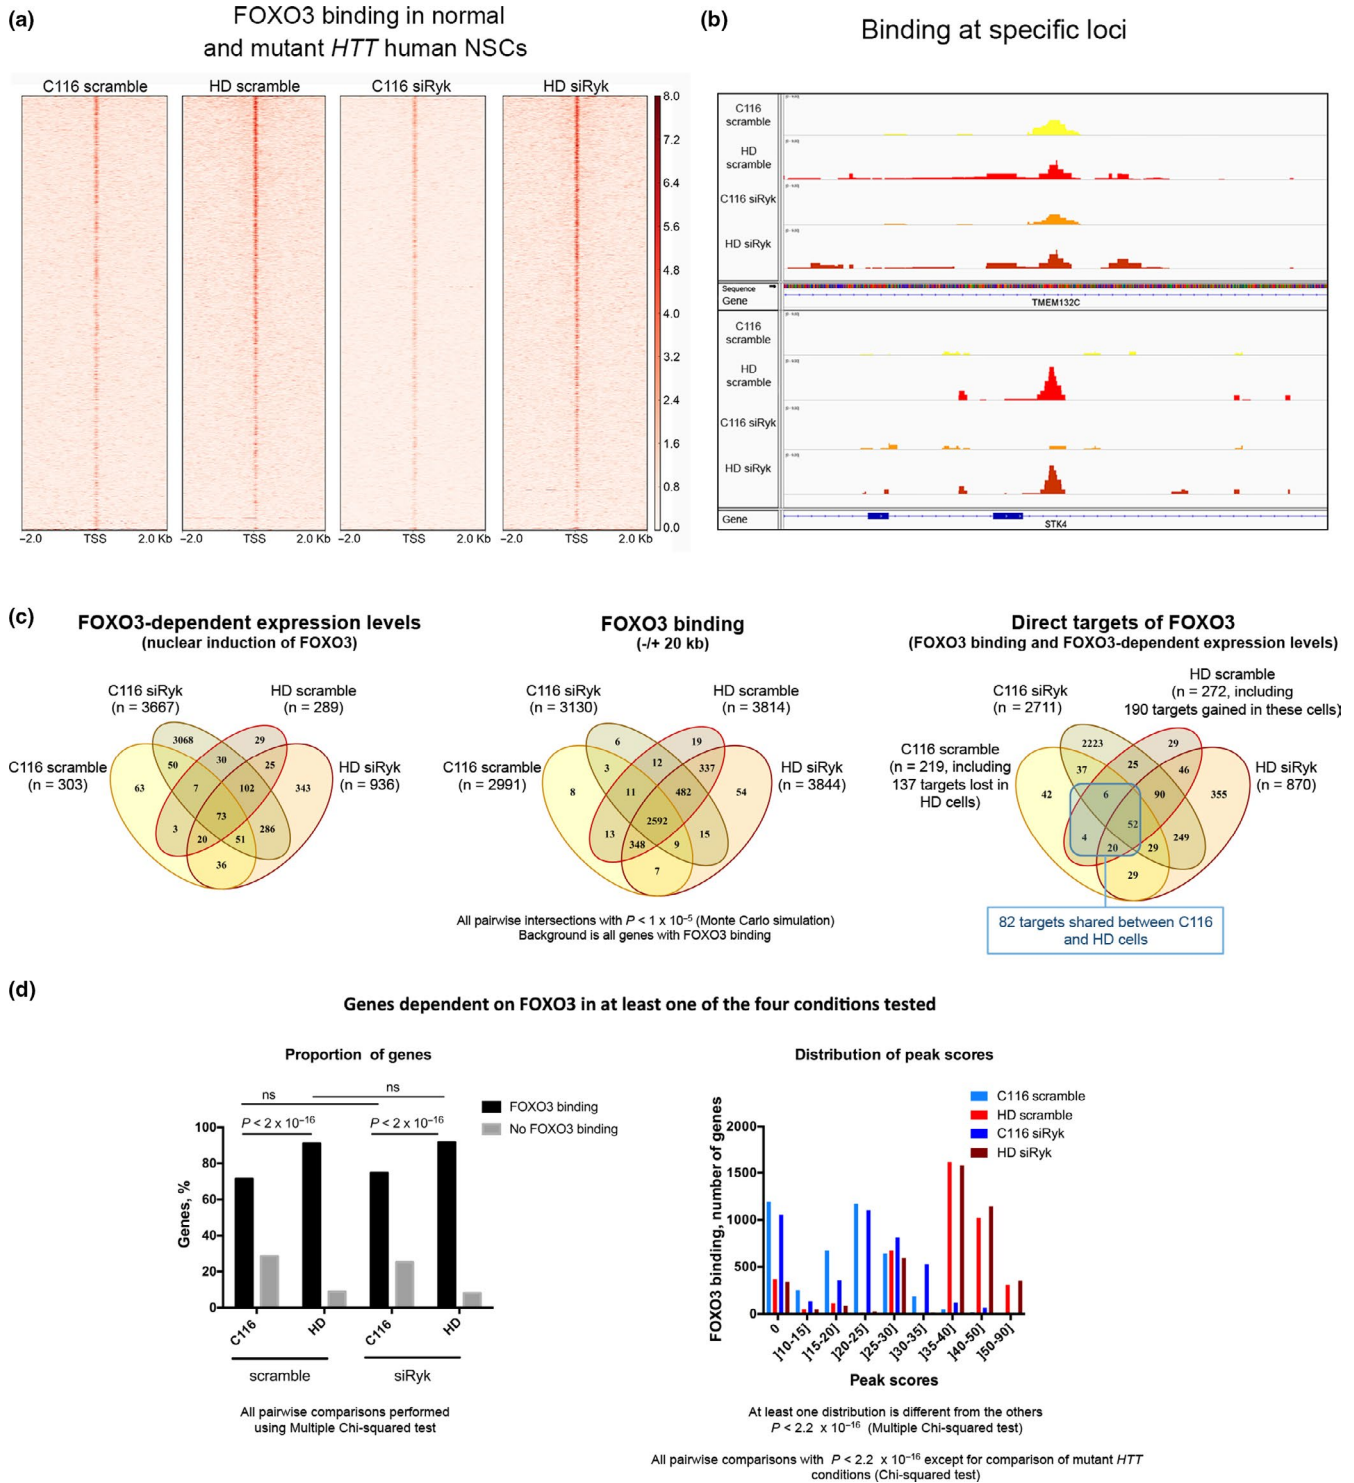 (a)
FOXO3 binding in normal
and mutant HTT human NSCs
C116 scramble
HD scramble
C116 siRyk
HD siRyk
8.0
7.2
6.4
5.6
4.8
4.0
3.2
2.4
1.6
0.8
0.0
−2.0 TSS 2.0 Kb
−2.0 TSS 2.0 Kb
−2.0 TSS 2.0 Kb
−2.0 TSS 2.0 Kb
(b)
Binding at specific loci
C116
scramble
HD
scramble
C116 siRyk
HD siRyk
Sequence
Gene
TMEM132C
C116
scramble
HD
scramble
C116 siRyk
HD siRyk
Gene
STK4
(c)
FOXO3-dependent expression levels
(nuclear induction of FOXO3)
C116 siRyk
(n = 3667)
HD scramble
(n = 289)
C116 scramble
(n = 303)
HD siRyk
(n = 936)
3068
29
50
30
25
63
7
102
343
73
3
20
51
286
36
FOXO3 binding
(-/+ 20 kb)
C116 siRyk
(n = 3130)
HD scramble
(n = 3814)
C116 scramble
(n = 2991)
HD siRyk
(n = 3844)
6
19
3
12
337
8
11
482
54
2592
13
348
9
15
7
All pairwise intersections with P < 1 x 10⁻⁵ (Monte Carlo simulation)
Background is all genes with FOXO3 binding
Direct targets of FOXO3
(FOXO3 binding and FOXO3-dependent expression levels)
C116 siRyk
(n = 2711)
HD scramble
(n = 272, including
190 targets gained in these cells)
C116 scramble
(n = 219, including
137 targets lost in
HD cells)
HD siRyk
(n = 870)
2223
29
37
25
46
42
6
90
355
52
4
20
29
249
29
82 targets shared between C116
and HD cells
(d)
Genes dependent on FOXO3 in at least one of the four conditions tested
Proportion of genes
ns
ns
P < 2 x 10⁻¹⁶
P < 2 x 10⁻¹⁶
FOXO3 binding
No FOXO3 binding
Genes, %
100
80
60
40
20
0
C116
HD
C116
HD
scramble
siRyk
All pairwise comparisons performed
using Multiple Chi-squared test
Distribution of peak scores
C116 scramble
HD scramble
C116 siRyk
HD siRyk
FOXO3 binding, number of genes
2000
1500
1000
500
0
0
]10-15]
]15-20]
]20-25]
]25-30]
]30-35]
]35-40]
]40-50]
]50-90]
Peak scores
At least one distribution is different from the others
P < 2.2 x 10⁻¹⁶ (Multiple Chi-squared test)
All pairwise comparisons with P < 2.2 x 10⁻¹⁶ except for comparison of mutant HTT
conditions (Chi-squared test)